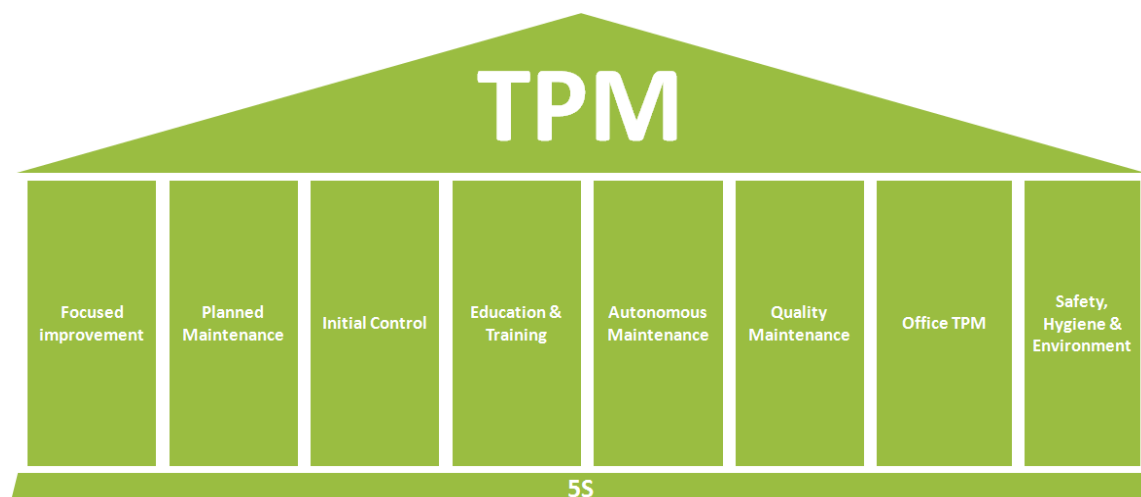 TPM
Focused
improvement
Planned
Maintenance
Initial Control
Education &
Training
Autonomous
Maintenance
Quality
Maintenance
Office TPM
Safety,
Hygiene &
Environment
5S